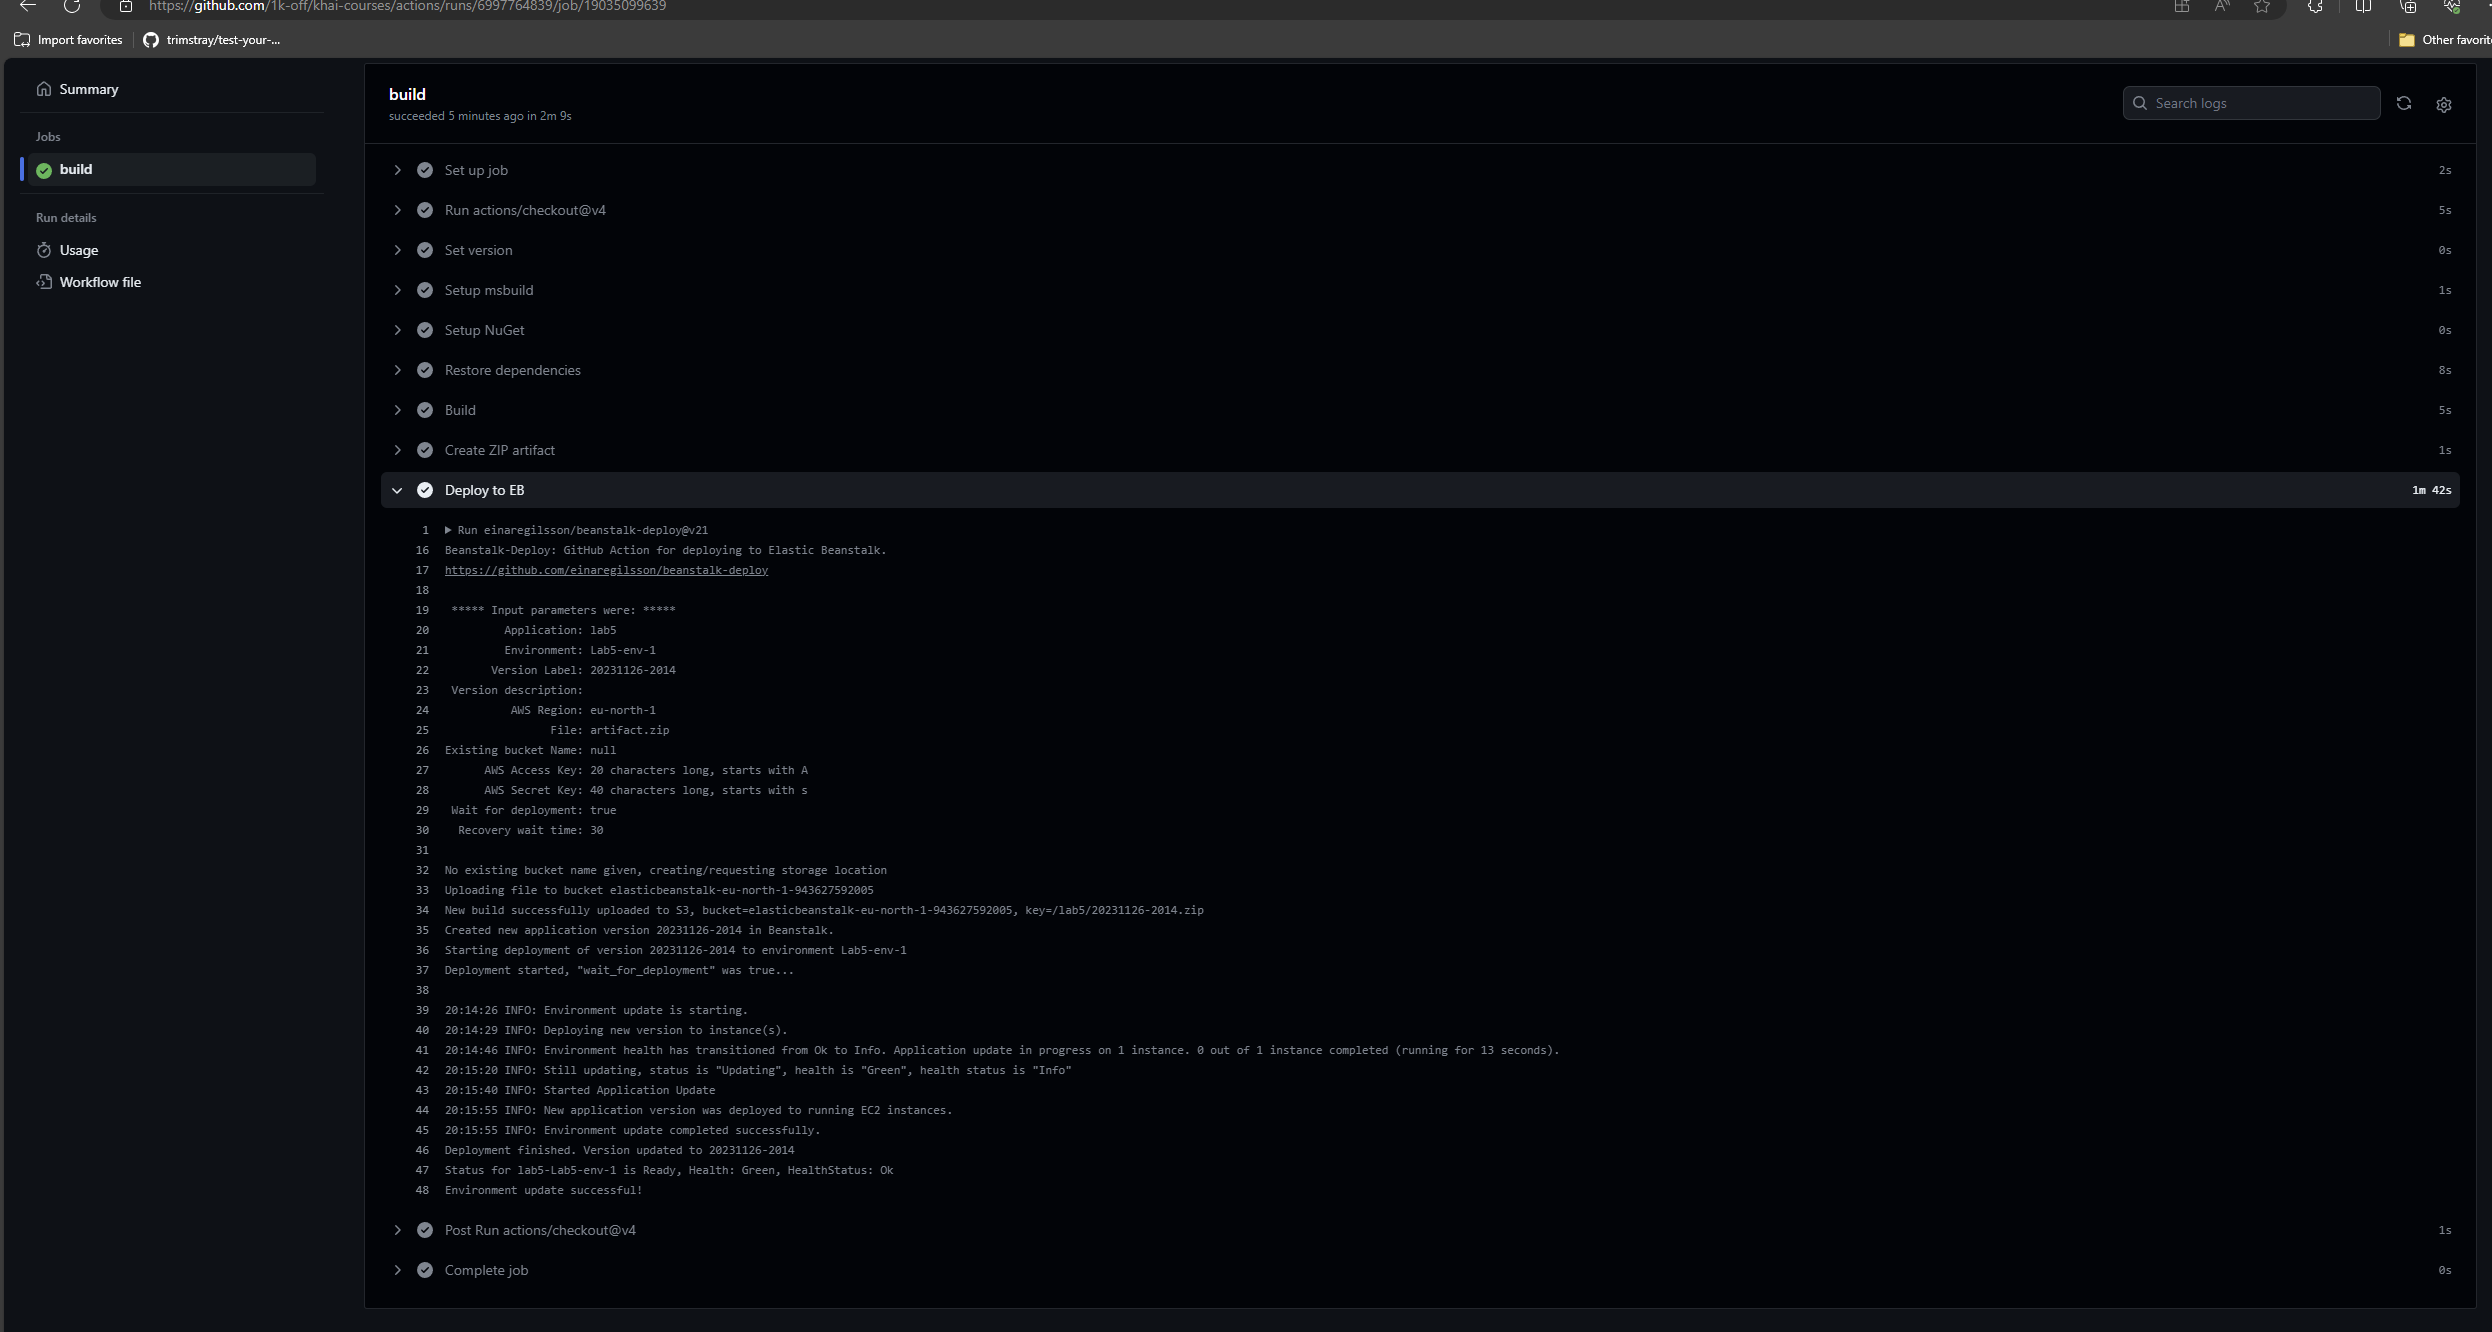 https://github.com/1k-off/khai-courses/actions/runs/6997764839/job/19035099639
Import favorites
trimstray/test-your-...
Other favorit
Summary
Jobs
build
Run details
Usage
Workflow file
build
succeeded 5 minutes ago in 2m 9s
Search logs
Set up job 2s
Run actions/checkout@v4 5s
Set version 0s
Setup msbuild 1s
Setup NuGet 0s
Restore dependencies 8s
Build 5s
Create ZIP artifact 1s
Deploy to EB 1m 42s
1 Run einaregilsson/beanstalk-deploy@v21
16 Beanstalk-Deploy: GitHub Action for deploying to Elastic Beanstalk.
17 https://github.com/einaregilsson/beanstalk-deploy
18
19 ***** Input parameters were: *****
20 Application: lab5
21 Environment: Lab5-env-1
22 Version Label: 20231126-2014
23 Version description:
24 AWS Region: eu-north-1
25 File: artifact.zip
26 Existing bucket Name: null
27 AWS Access Key: 20 characters long, starts with A
28 AWS Secret Key: 40 characters long, starts with s
29 Wait for deployment: true
30 Recovery wait time: 30
31
32 No existing bucket name given, creating/requesting storage location
33 Uploading file to bucket elasticbeanstalk-eu-north-1-943627592005
34 New build successfully uploaded to S3, bucket=elasticbeanstalk-eu-north-1-943627592005, key=/lab5/20231126-2014.zip
35 Created new application version 20231126-2014 in Beanstalk.
36 Starting deployment of version 20231126-2014 to environment Lab5-env-1
37 Deployment started, "wait_for_deployment" was true...
38
39 20:14:26 INFO: Environment update is starting.
40 20:14:29 INFO: Deploying new version to instance(s).
41 20:14:46 INFO: Environment health has transitioned from Ok to Info. Application update in progress on 1 instance. 0 out of 1 instance completed (running for 13 seconds).
42 20:15:20 INFO: Still updating, status is "Updating", health is "Green", health status is "Info"
43 20:15:40 INFO: Started Application Update
44 20:15:55 INFO: New application version was deployed to running EC2 instances.
45 20:15:55 INFO: Environment update completed successfully.
46 Deployment finished. Version updated to 20231126-2014
47 Status for lab5-Lab5-env-1 is Ready, Health: Green, HealthStatus: Ok
48 Environment update successful!
Post Run actions/checkout@v4 1s
Complete job 0s